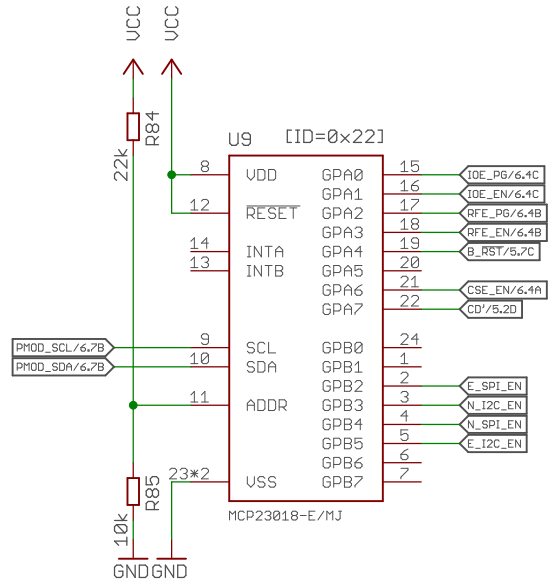 VCC
VCC
R84
22k
U9
[ID=0x22]
8 VDD
12 RESET
14 INTA
13 INTB
9 SCL
10 SDA
11 ADDR
23*2 VSS
GPA0 15
GPA1 16
GPA2 17
GPA3 18
GPA4 19
GPA5 20
GPA6 21
GPA7 22
GPB0 24
GPB1 1
GPB2 2
GPB3 3
GPB4 4
GPB5 5
GPB6 6
GPB7 7
IOE_PG/6.4C
IOE_EN/6.4C
RFE_PG/6.4B
RFE_EN/6.4B
B_RST/5.7C
CSE_EN/6.4A
CD'/5.2D
E_SPI_EN
N_I2C_EN
N_SPI_EN
E_I2C_EN
PMOD_SCL/6.7B
PMOD_SDA/6.7B
R85
10k
MCP23018-E/MJ
GND
GND